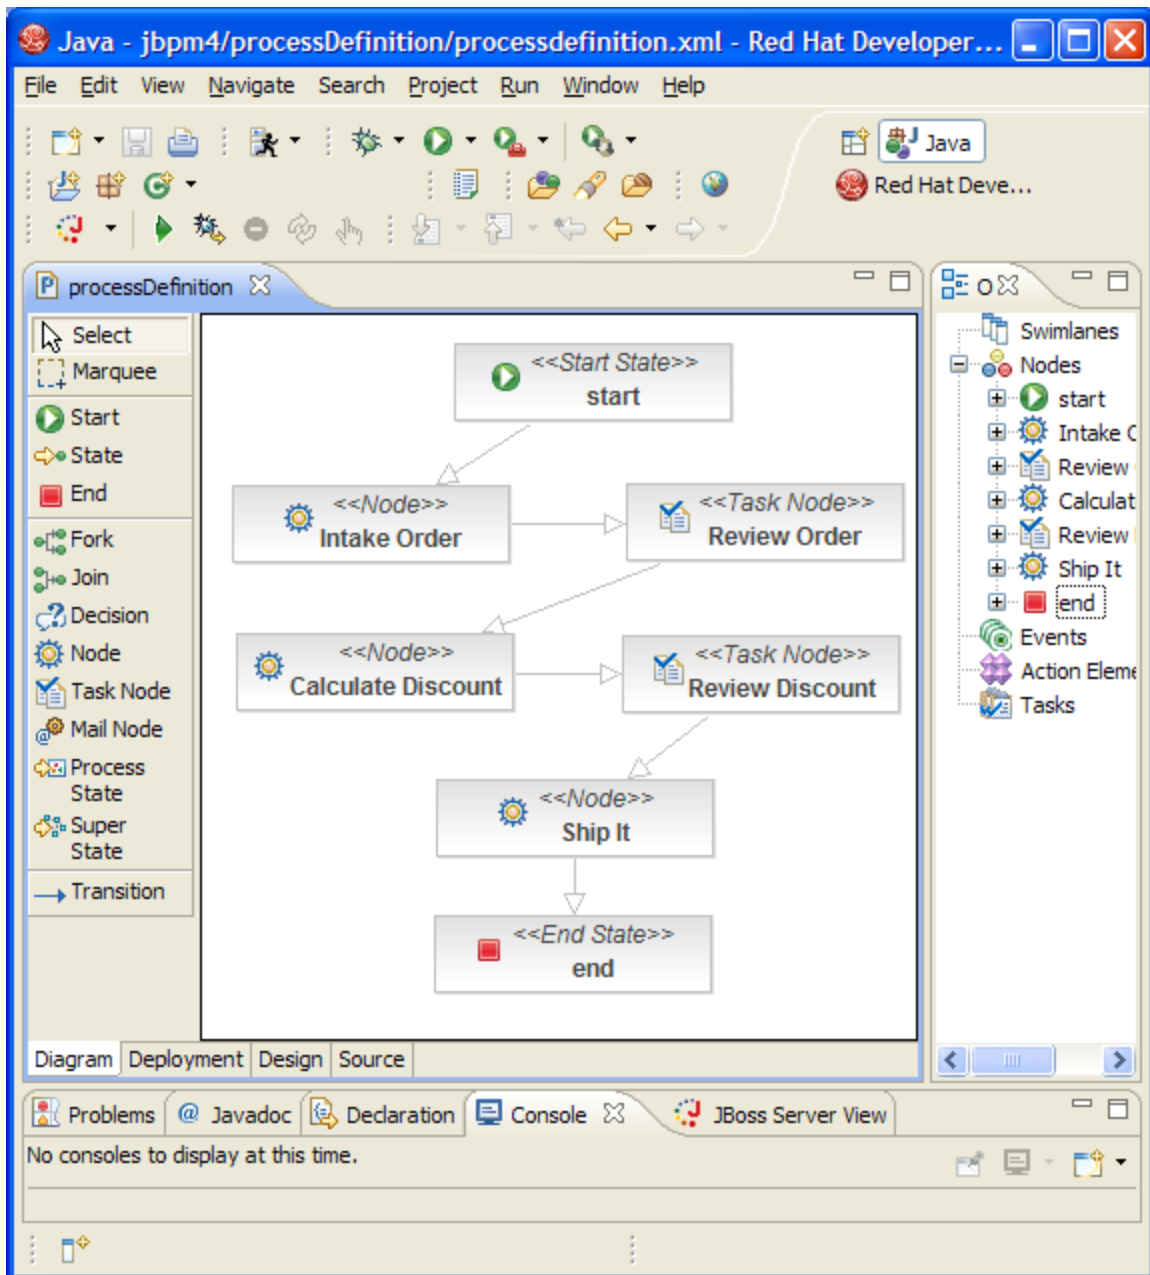 Java - jbpm4/processDefinition/processdefinition.xml - Red Hat Developer...
File Edit View Navigate Search Project Run Window Help
Java
Red Hat Deve...
processDefinition
O
Select
Marquee
Start
State
End
Fork
Join
Decision
Node
Task Node
Mail Node
Process
State
Super
State
Transition
<<Start State>>
start
<<Node>>
Intake Order
<<Task Node>>
Review Order
<<Node>>
Calculate Discount
<<Task Node>>
Review Discount
<<Node>>
Ship It
<<End State>>
end
Swimlanes
Nodes
start
Intake
Review
Calculat
Review
Ship It
end
Events
Action Eleme
Tasks
Diagram Deployment Design Source
Problems Javadoc Declaration Console JBoss Server View
No consoles to display at this time.